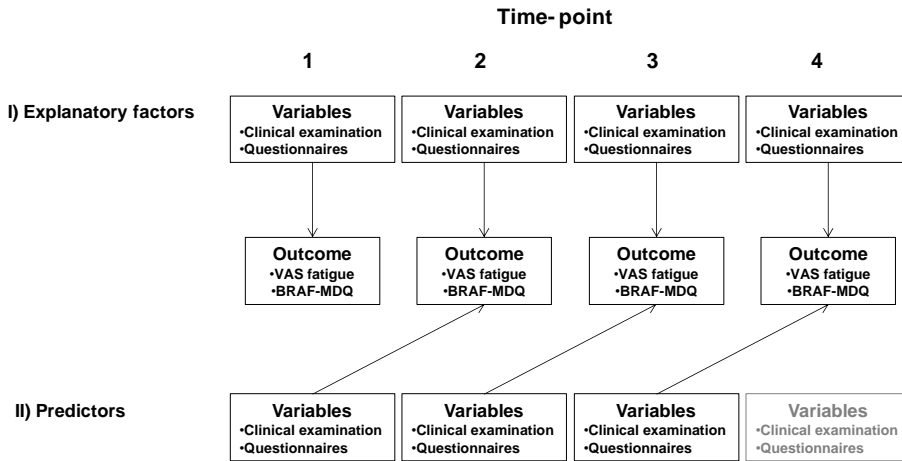 Time- point
1 2 3 4
I) Explanatory factors
Variables Variables Variables Variables
•Clinical examination •Clinical examination •Clinical examination •Clinical examination
•Questionnaires •Questionnaires •Questionnaires •Questionnaires
Outcome Outcome Outcome Outcome
•VAS fatigue •VAS fatigue •VAS fatigue •VAS fatigue
•BRAF-MDQ •BRAF-MDQ •BRAF-MDQ •BRAF-MDQ
II) Predictors
Variables Variables Variables Variables
•Clinical examination •Clinical examination •Clinical examination •Clinical examination
•Questionnaires •Questionnaires •Questionnaires •Questionnaires